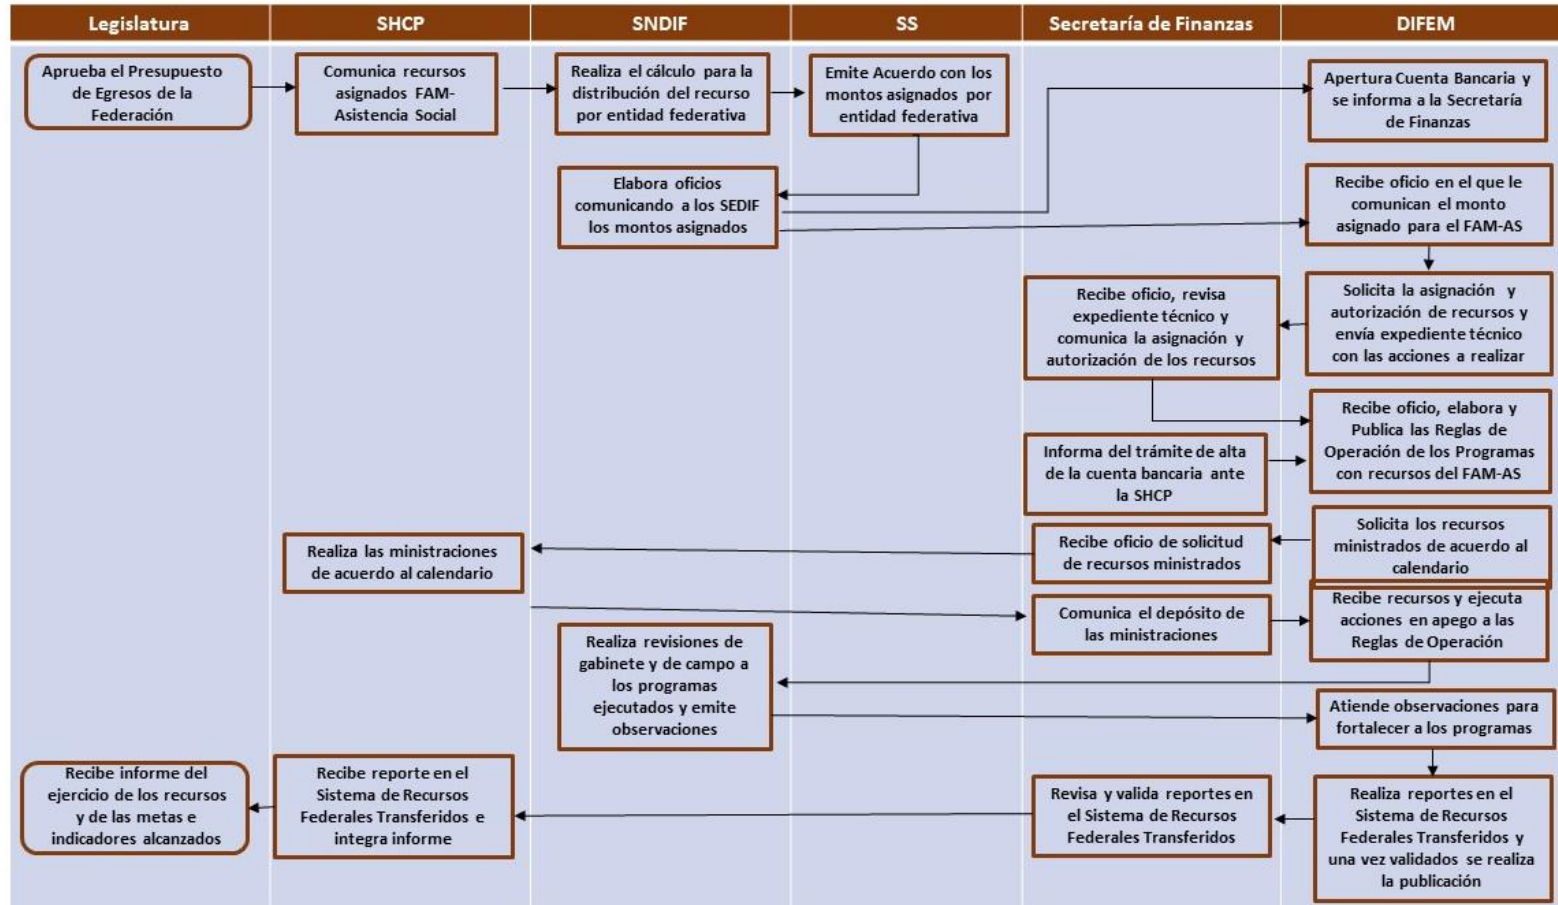 Legislatura
SHCP
SNDIF
SS
Secretaría de Finanzas
DIFEM
Aprueba el Presupuesto
de Egresos de la
Federación
Comunica recursos
asignados FAM-
Asistencia Social
Realiza el cálculo para la
distribución del recurso
por entidad federativa
Emite Acuerdo con los
montos asignados por
entidad federativa
Apertura Cuenta Bancaria y
se informa a la Secretaría
de Finanzas
Elabora oficios
comunicando a los SEDIF
los montos asignados
Recibe oficio en el que le
comunican el monto
asignado para el FAM-AS
Recibe oficio, revisa
expediente técnico y
comunica la asignación y
autorización de los recursos
Solicita la asignación y
autorización de recursos y
envía expediente técnico
con las acciones a realizar
Recibe oficio, elabora y
Publica las Reglas de
Operación de los Programas
con recursos del FAM-AS
Informa del trámite de alta
de la cuenta bancaria ante
la SHCP
Realiza las ministraciones
de acuerdo al calendario
Recibe oficio de solicitud
de recursos ministrados
Solicita los recursos
ministrados de acuerdo al
calendario
Comunica el depósito de
las ministraciones
Recibe recursos y ejecuta
acciones en apego a las
Reglas de Operación
Realiza revisiones de
gabinete y de campo a
los programas
ejecutados y emite
observaciones
Atiende observaciones para
fortalecer a los programas
Recibe informe del
ejercicio de los recursos
y de las metas e
indicadores alcanzados
Recibe reporte en el
Sistema de Recursos
Federales Transferidos e
integra informe
Revisa y valida reportes en
el Sistema de Recursos
Federales Transferidos
Realiza reportes en el
Sistema de Recursos
Federales Transferidos y
una vez validados se realiza
la publicación